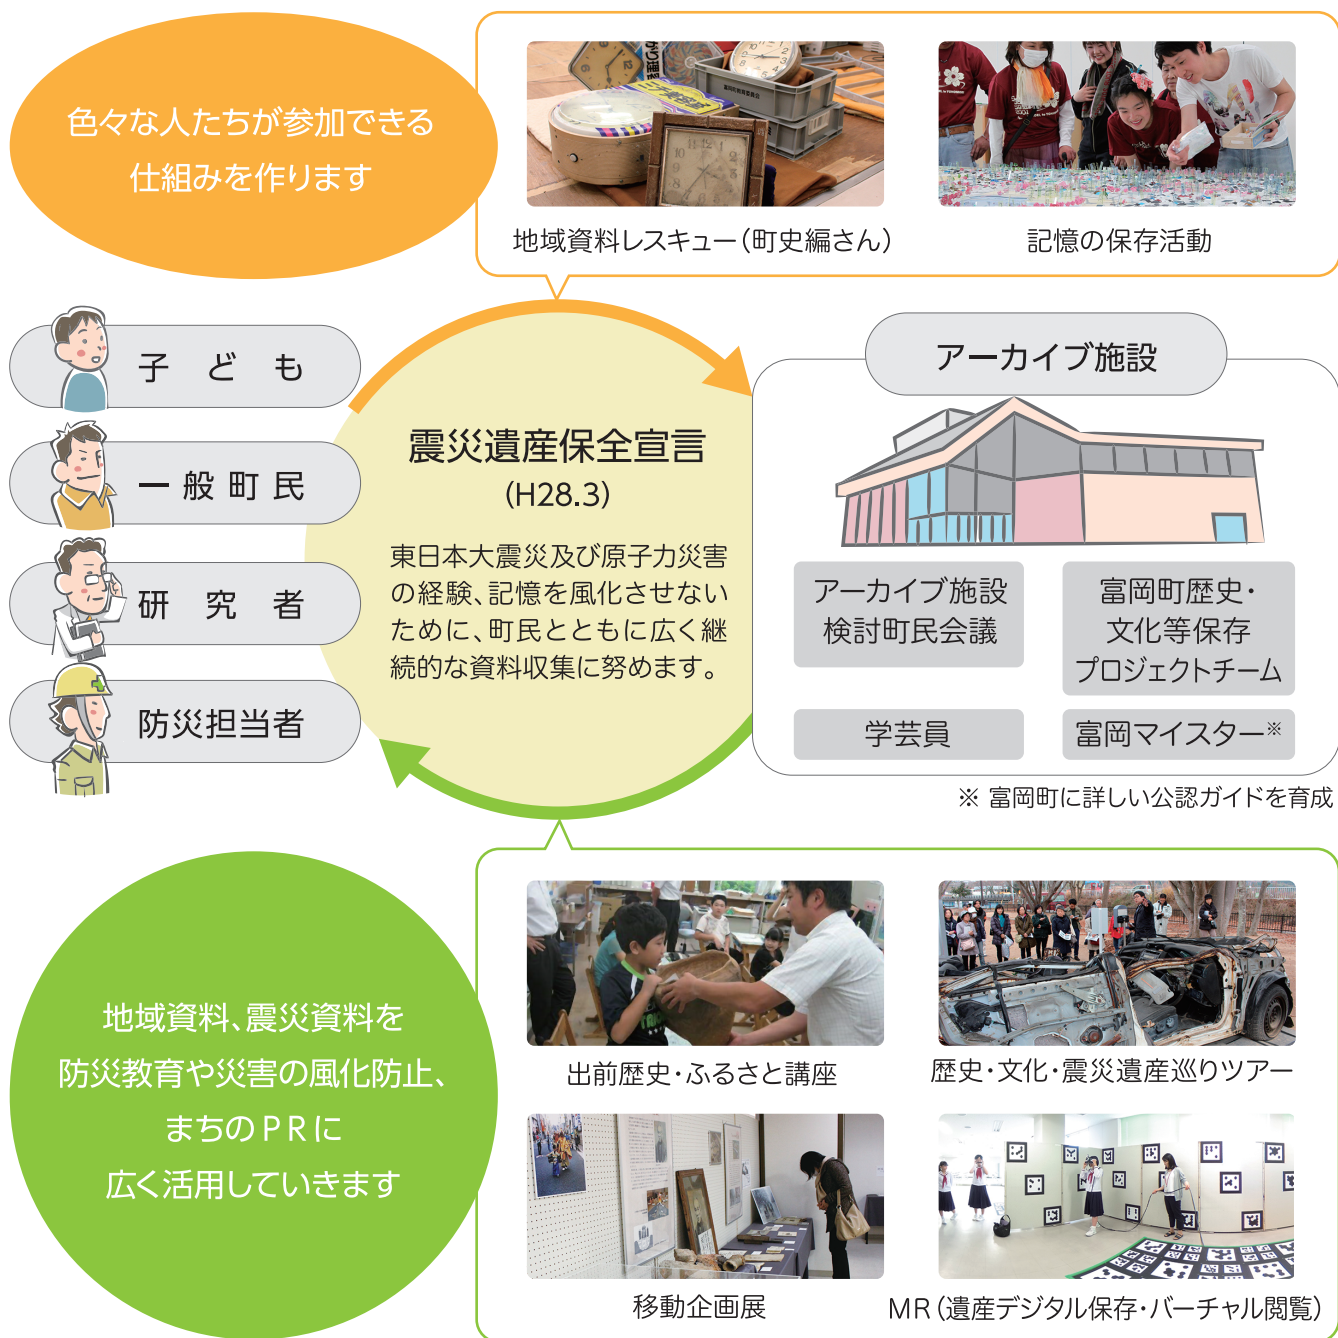 色々な人たちが参加できる
仕組みを作ります
富岡町教育委員会
地域資料レスキュー（町史編さん）
記憶の保存活動
子ども
一般町民
研究者
防災担当者
震災遺産保全宣言
(H28.3)
東日本大震災及び原子力災害
の経験、記憶を風化させない
ために、町民とともに広く継
続的な資料収集に努めます。
アーカイブ施設
アーカイブ施設
検討町民会議
富岡町歴史・
文化等保存
プロジェクトチーム
学芸員
富岡マイスター※
※ 富岡町に詳しい公認ガイドを育成
地域資料、震災資料を
防災教育や災害の風化防止、
まちのPRに
広く活用していきます
出前歴史・ふるさと講座
歴史・文化・震災遺産巡りツアー
移動企画展
MR（遺産デジタル保存・バーチャル閲覧）